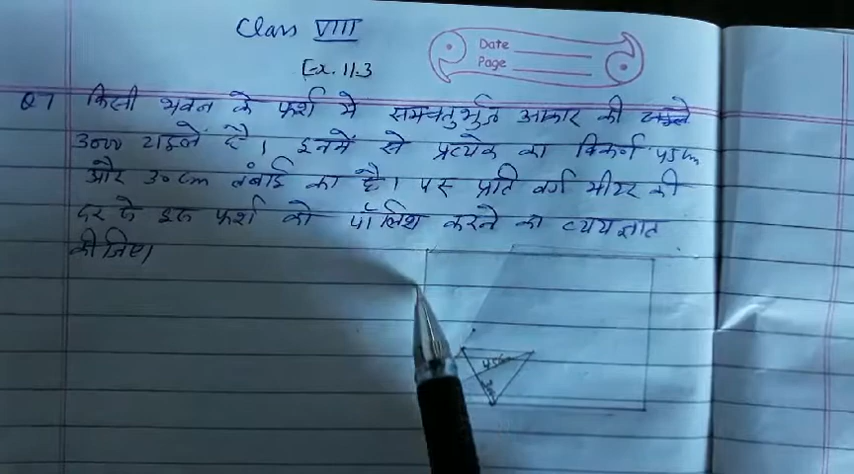 Class VIII
Ex. 11.3
Date
Page
Q7 किसी भवन के फर्श मे समचतुर्भुज आकार की
3000 टाइलें है। इनमें से प्रत्येक का विकर्ण 45cm
और 30cm लंबाई का है। प्रति वर्ग मीटर की
दर से इस फर्श को पॉलिश करने का व्यय ज्ञात
कीजिए।
45cm